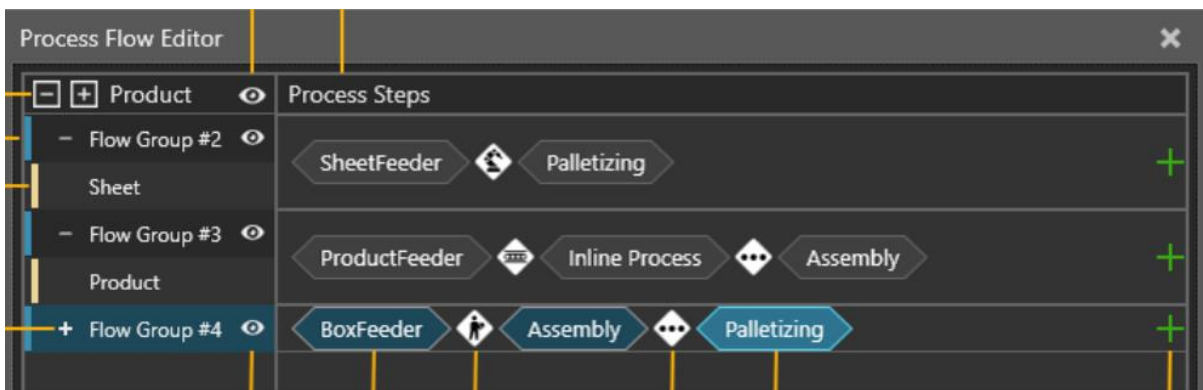 Process Flow Editor
Product Process Steps
Flow Group #2
SheetFeeder Palletizing
Sheet
Flow Group #3
ProductFeeder Inline Process Assembly
Product
Flow Group #4 BoxFeeder Assembly Palletizing